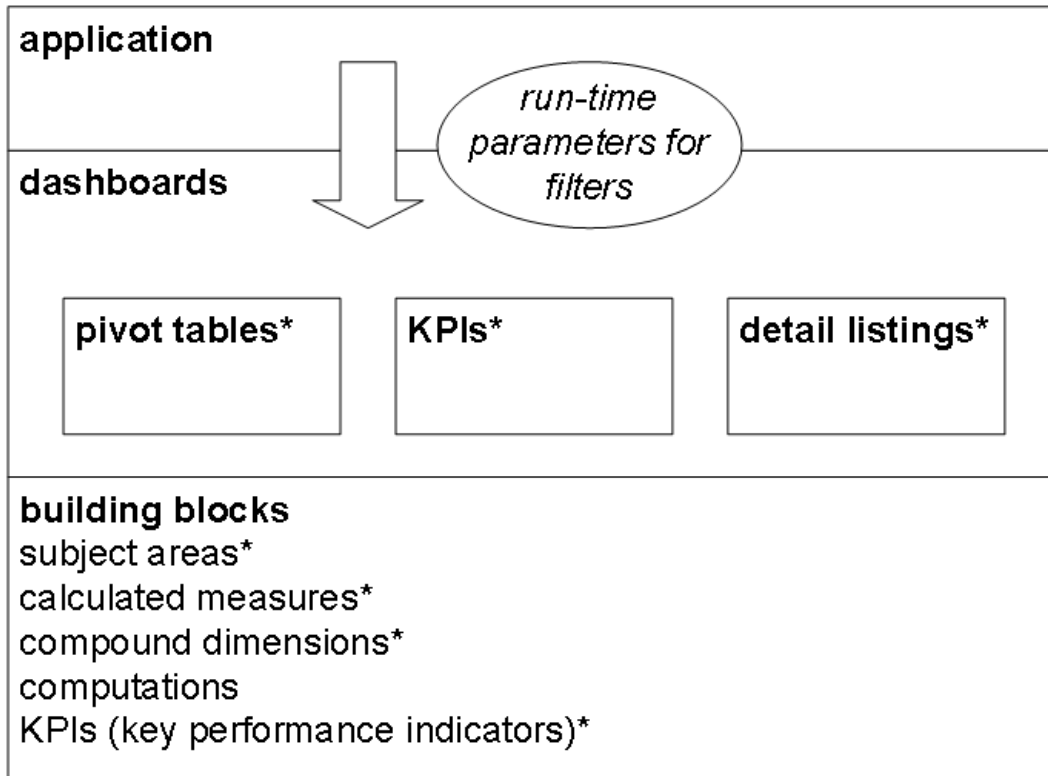 application
run-time
parameters for
filters
dashboards
pivot tables*
KPIs*
detail listings*
building blocks
subject areas*
calculated measures*
compound dimensions*
computations
KPIs (key performance indicators)*